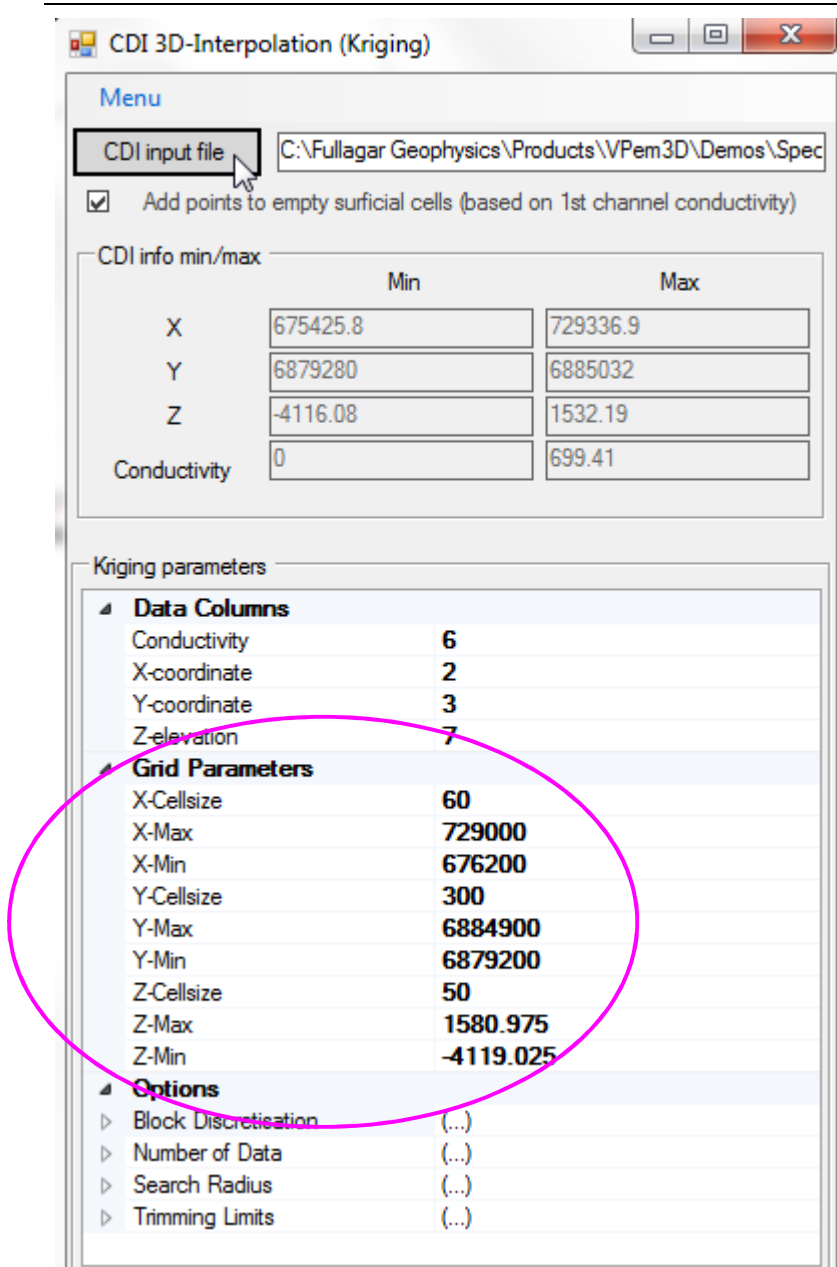 CDI 3D-Interpolation (Kriging)
Menu
CDI input file C:\Fullagar Geophysics\Products\VPem3D\Demos\Spec
Add points to empty surficial cells (based on 1st channel conductivity)
CDI info min/max
Min Max
X 675425.8 729336.9
Y 6879280 6885032
Z -4116.08 1532.19
Conductivity 0 699.41
Kriging parameters
Data Columns
Conductivity 6
X-coordinate 2
Y-coordinate 3
Z-elevation 7
Grid Parameters
X-Cellsize 60
X-Max 729000
X-Min 676200
Y-Cellsize 300
Y-Max 6884900
Y-Min 6879200
Z-Cellsize 50
Z-Max 1580.975
Z-Min -4119.025
Options
Block Discretisation (...)
Number of Data (...)
Search Radius (...)
Trimming Limits (...)